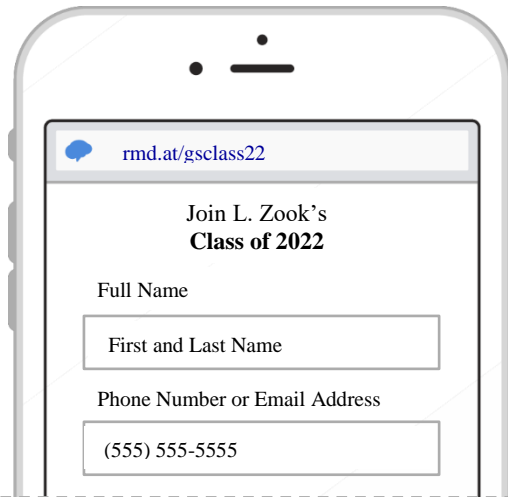 rmd.at/gsclass22
Join L. Zook’s
Class of 2022
Full Name
First and Last Name
Phone Number or Email Address
(555) 555-5555